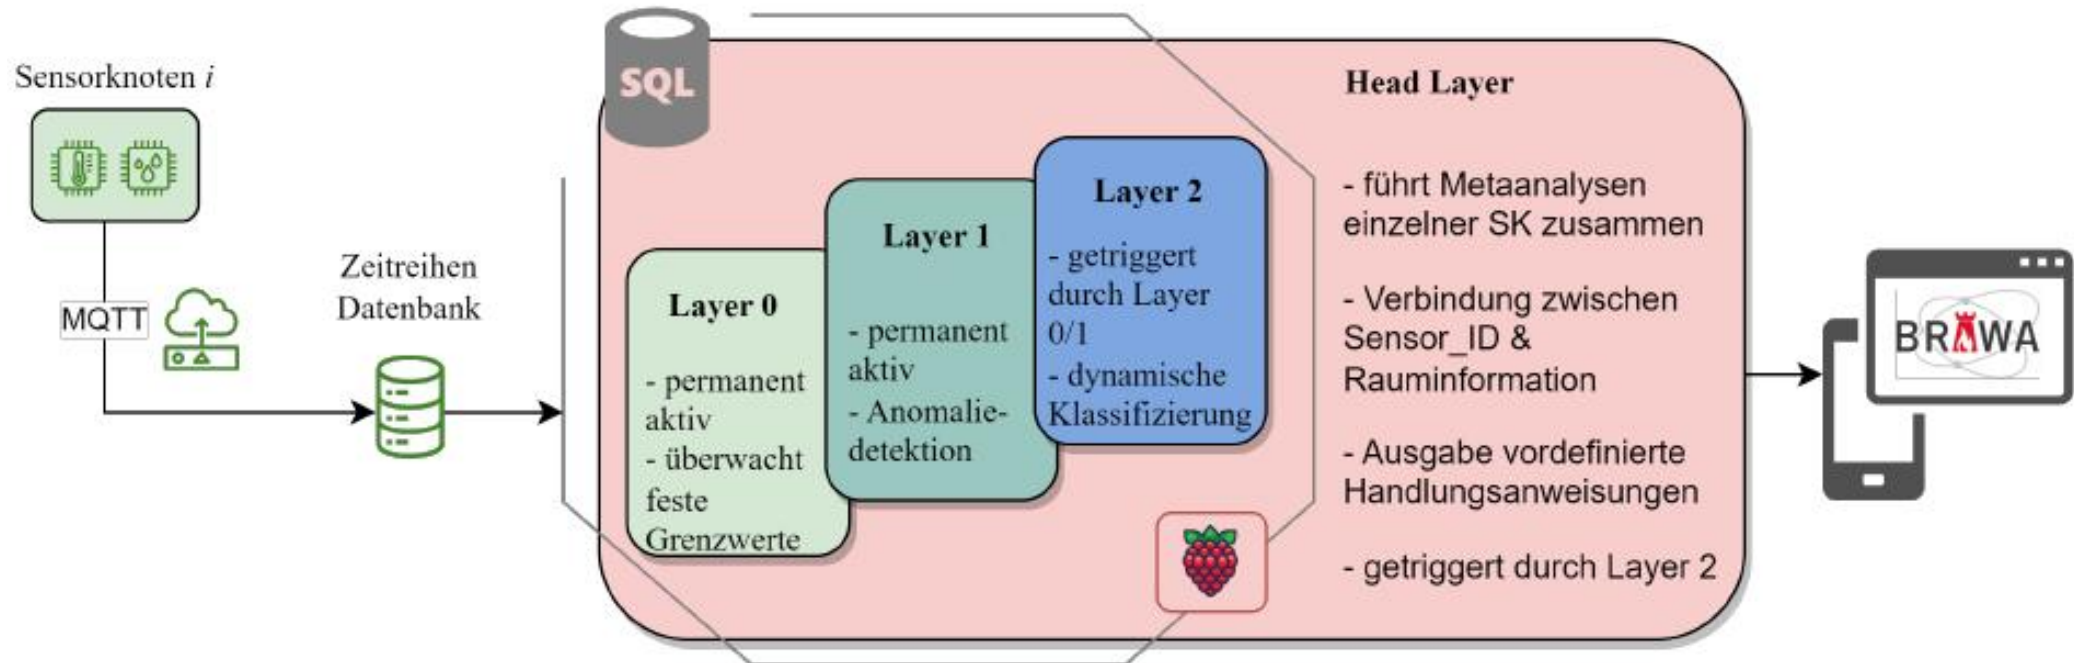 Sensorknoten i
MQTT
Zeitreihen
Datenbank
SQL
Layer 0
- permanent
aktiv
- überwacht
feste
Grenzwerte
Layer 1
- permanent
aktiv
- Anomalie-
detektion
Layer 2
- getriggert
durch Layer
0/1
- dynamische
Klassifizierung
Head Layer
- führt Metaanalysen
einzelner SK zusammen
- Verbindung zwischen
Sensor_ID &
Rauminformation
- Ausgabe vordefinierte
Handlungsanweisungen
- getriggert durch Layer 2
BRAWA